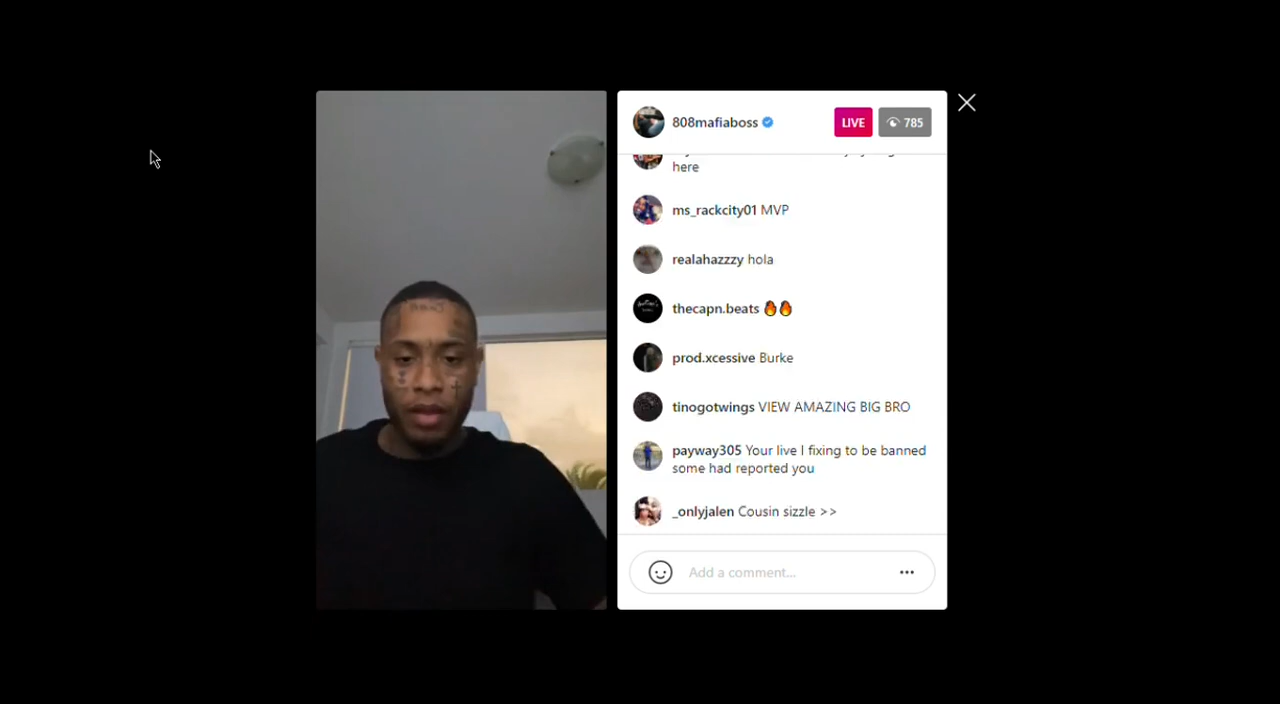 808mafiaboss
LIVE
785
here
ms_rackcity01 MVP
realahazzzy hola
thecapn.beats 🔥🔥
prod.xcessive Burke
tinogotwings VIEW AMAZING BIG BRO
payway305 Your live I fixing to be banned
some had reported you
_onlyjalen Cousin sizzle >>
Add a comment...